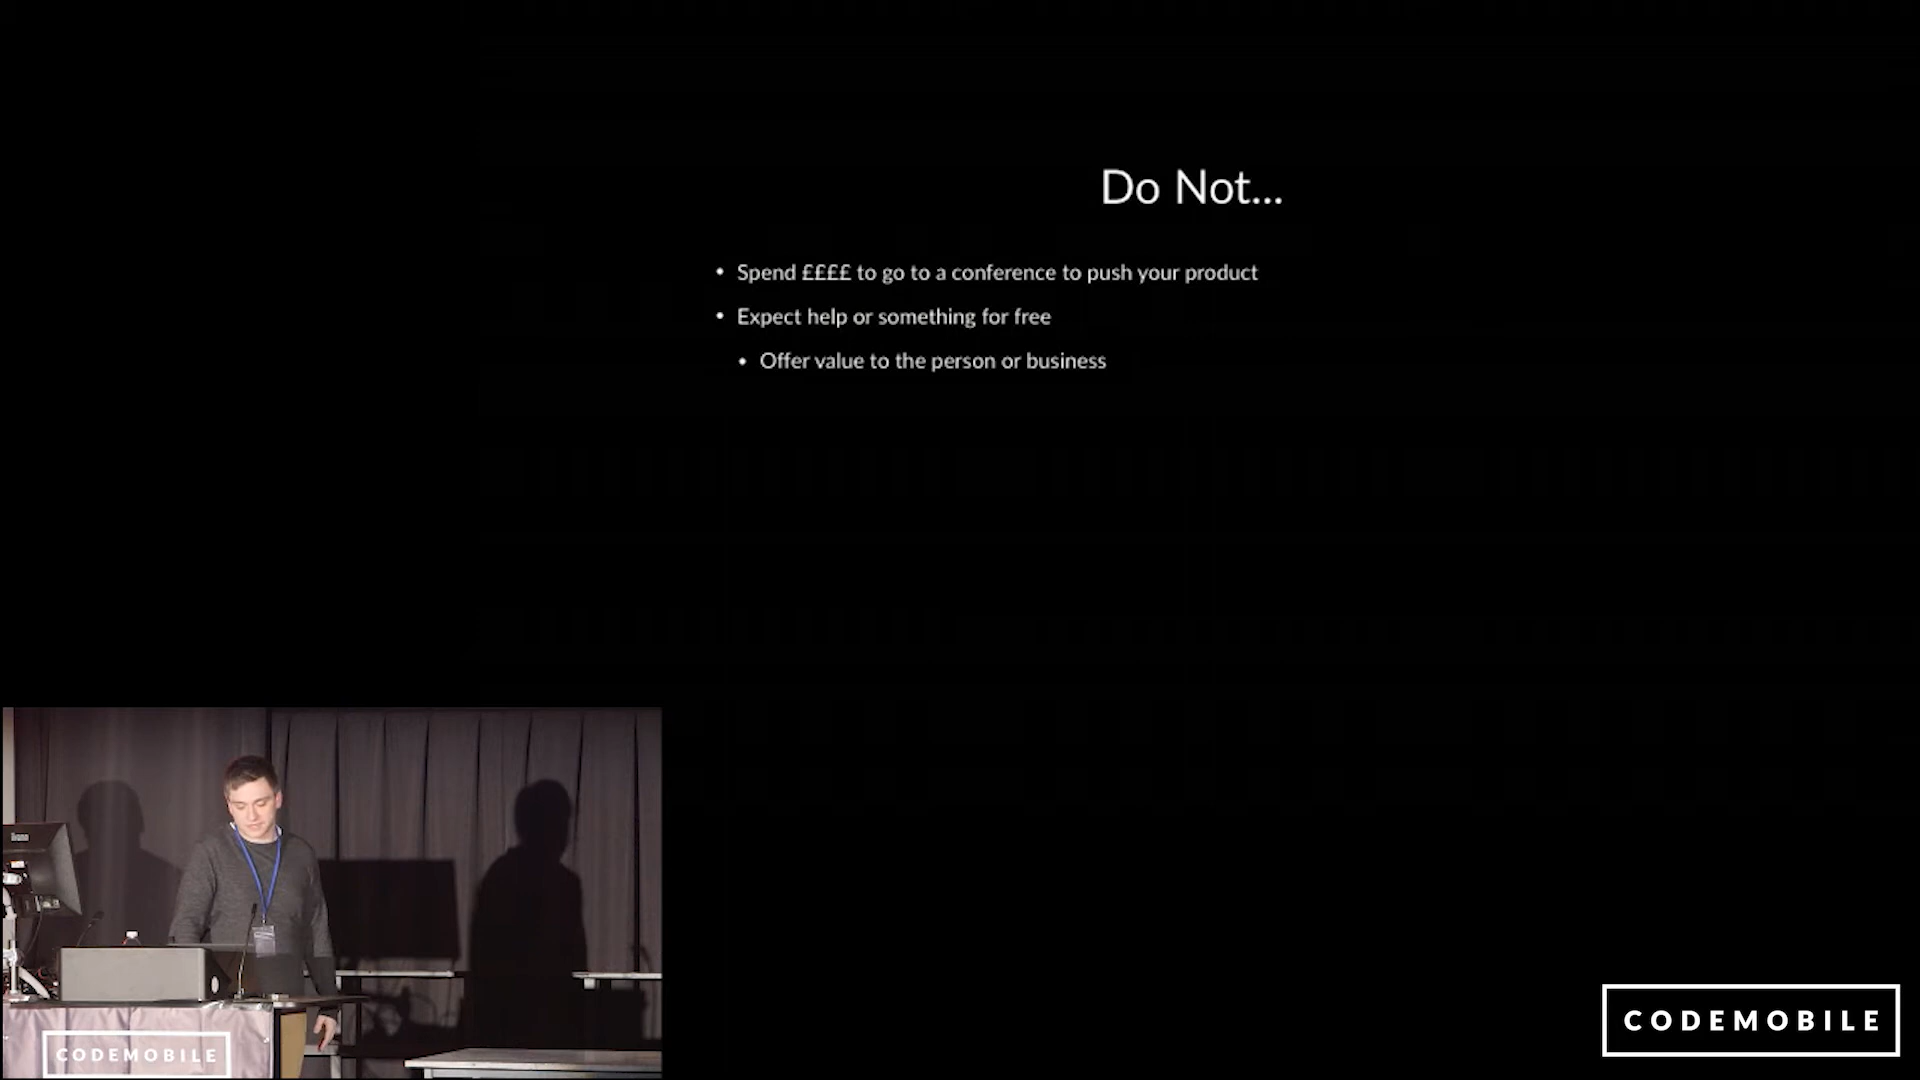 Do Not...
• Spend ££££ to go to a conference to push your product
• Expect help or something for free
• Offer value to the person or business
iiyama
CODEMOBILE
CODEMOBILE